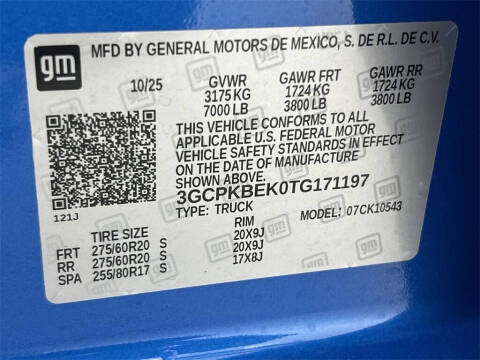 gm
MFD BY GENERAL MOTORS DE MEXICO, S. DE R.L. DE C.V.
10/25 GVWR GAWR FRT GAWR RR
3175 KG 1724 KG 1724 KG
7000 LB 3800 LB 3800 LB
THIS VEHICLE CONFORMS TO ALL
APPLICABLE U.S. FEDERAL MOTOR
VEHICLE SAFETY STANDARDS IN EFFECT
ON THE DATE OF MANUFACTURE
SHOWN ABOVE.
3GCPKBEK0TG171197
TYPE: TRUCK MODEL: 07CK10543
121J
TIRE SIZE RIM
FRT 275/60R20 S 20X9J
RR 275/60R20 S 20X9J
SPA 255/80R17 S 17X8J